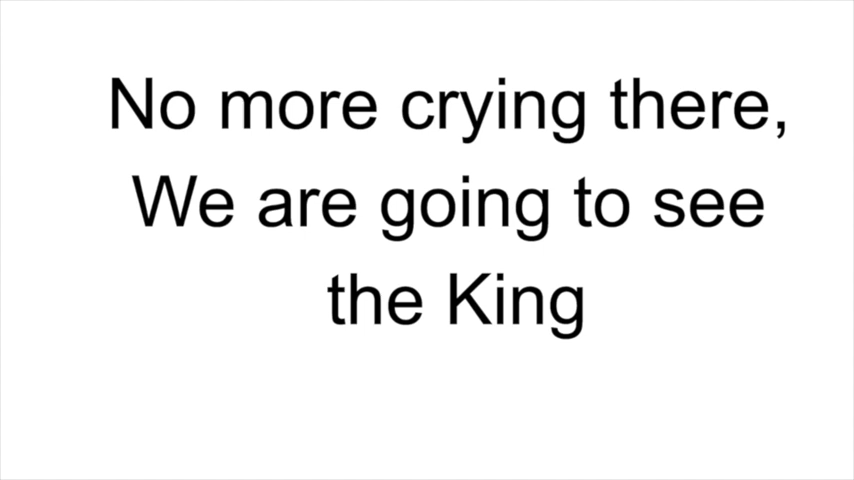 No more crying there,
We are going to see
the King